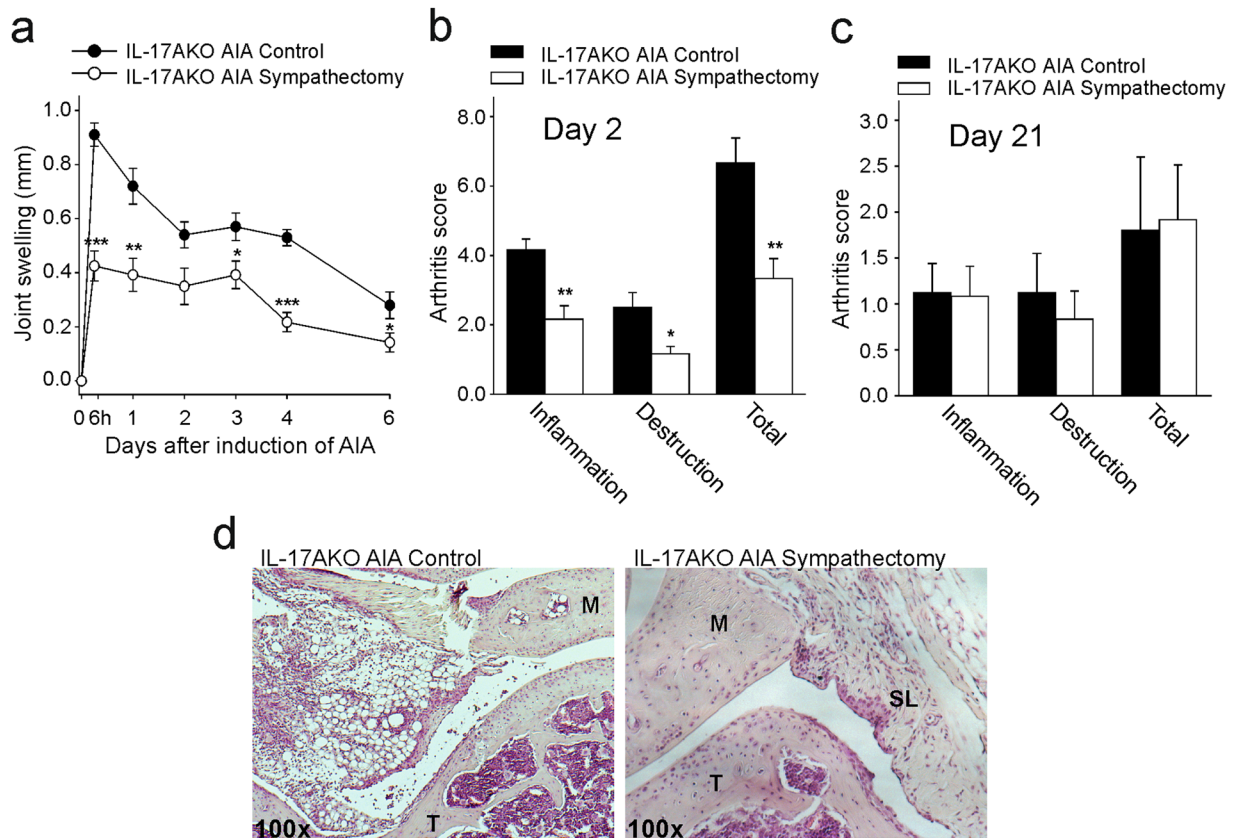 a
IL-17AKO AIA Control
IL-17AKO AIA Sympathectomy
Joint swelling (mm)
1.0
0.8
0.6
0.4
0.2
0.0
***
**
*
***
*
0 6h 1 2 3 4 6
Days after induction of AIA
b
IL-17AKO AIA Control
IL-17AKO AIA Sympathectomy
Day 2
Arthritis score
8.0
6.0
4.0
2.0
0.0
**
*
**
Inflammation
Destruction
Total
c
IL-17AKO AIA Control
IL-17AKO AIA Sympathectomy
Day 21
Arthritis score
3.0
2.5
2.0
1.5
1.0
0.5
0.0
Inflammation
Destruction
Total
d
IL-17AKO AIA Control
M
T
100x
IL-17AKO AIA Sympathectomy
M
SL
T
100x